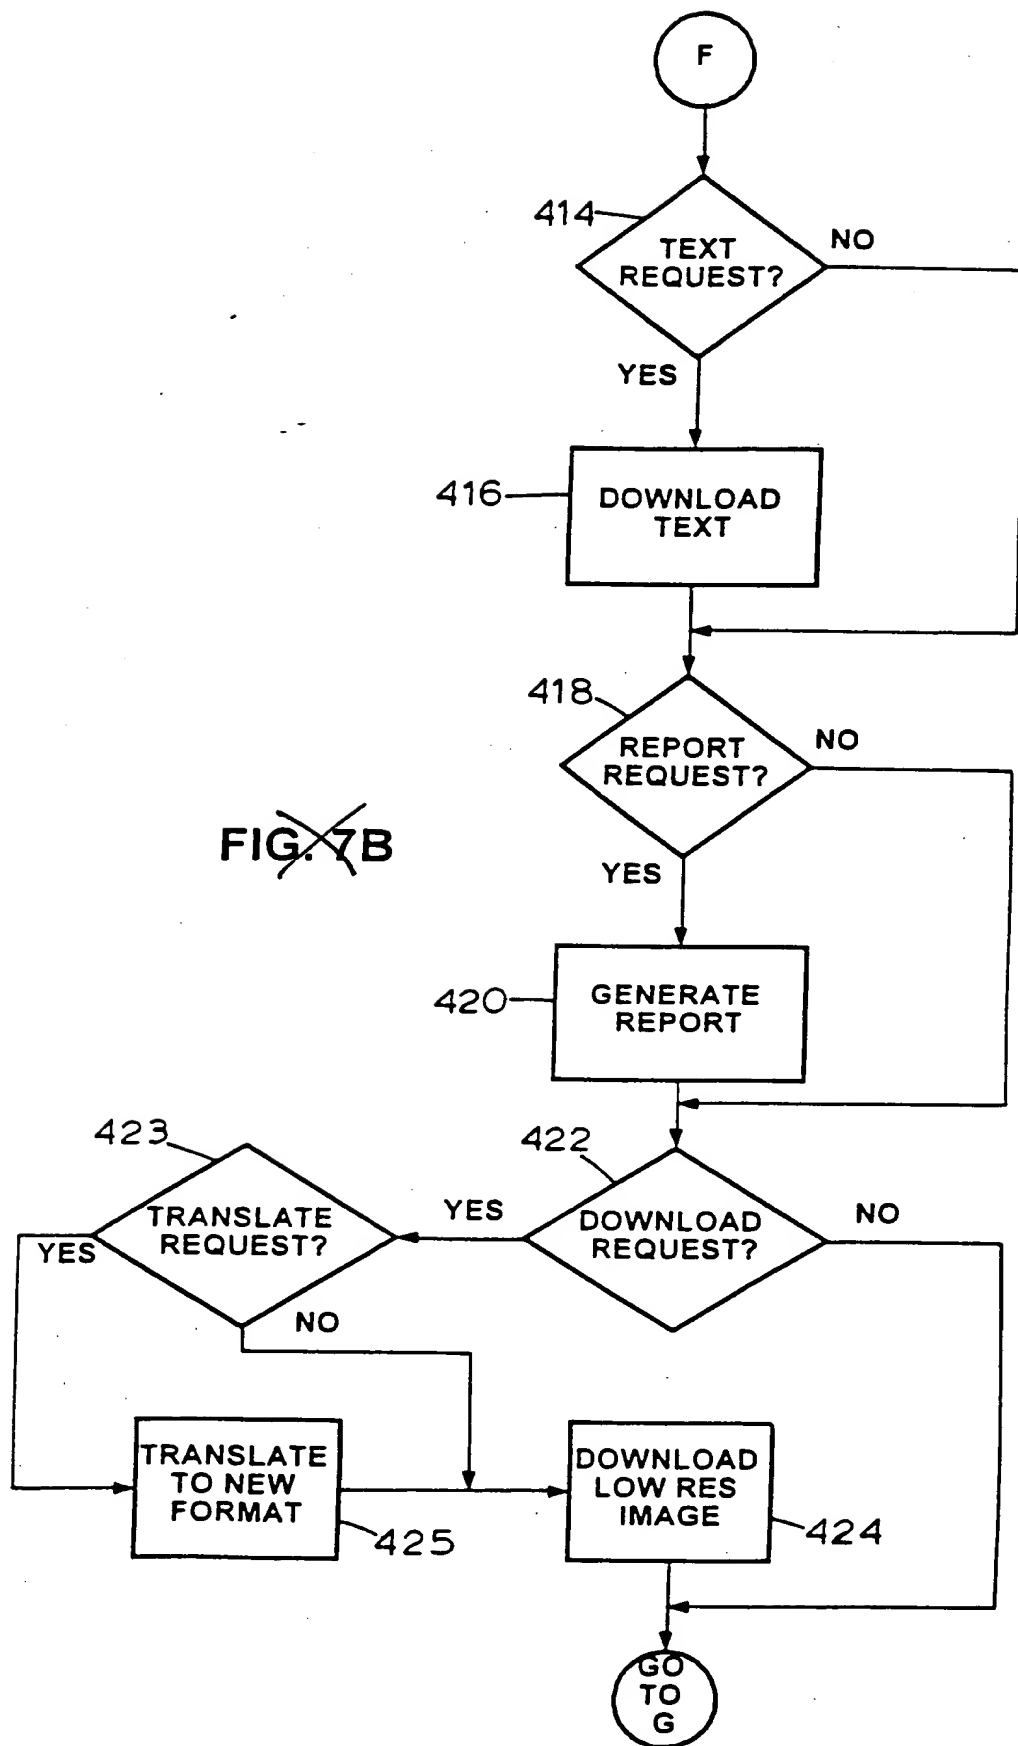 F
414
TEXT
REQUEST?
NO
YES
416
DOWNLOAD
TEXT
418
REPORT
REQUEST?
NO
FIG. 7B
YES
420
GENERATE
REPORT
423
422
TRANSLATE
REQUEST?
YES
YES
DOWNLOAD
REQUEST?
NO
NO
TRANSLATE
TO NEW
FORMAT
425
DOWNLOAD
LOW RES
IMAGE
424
GO
TO
G